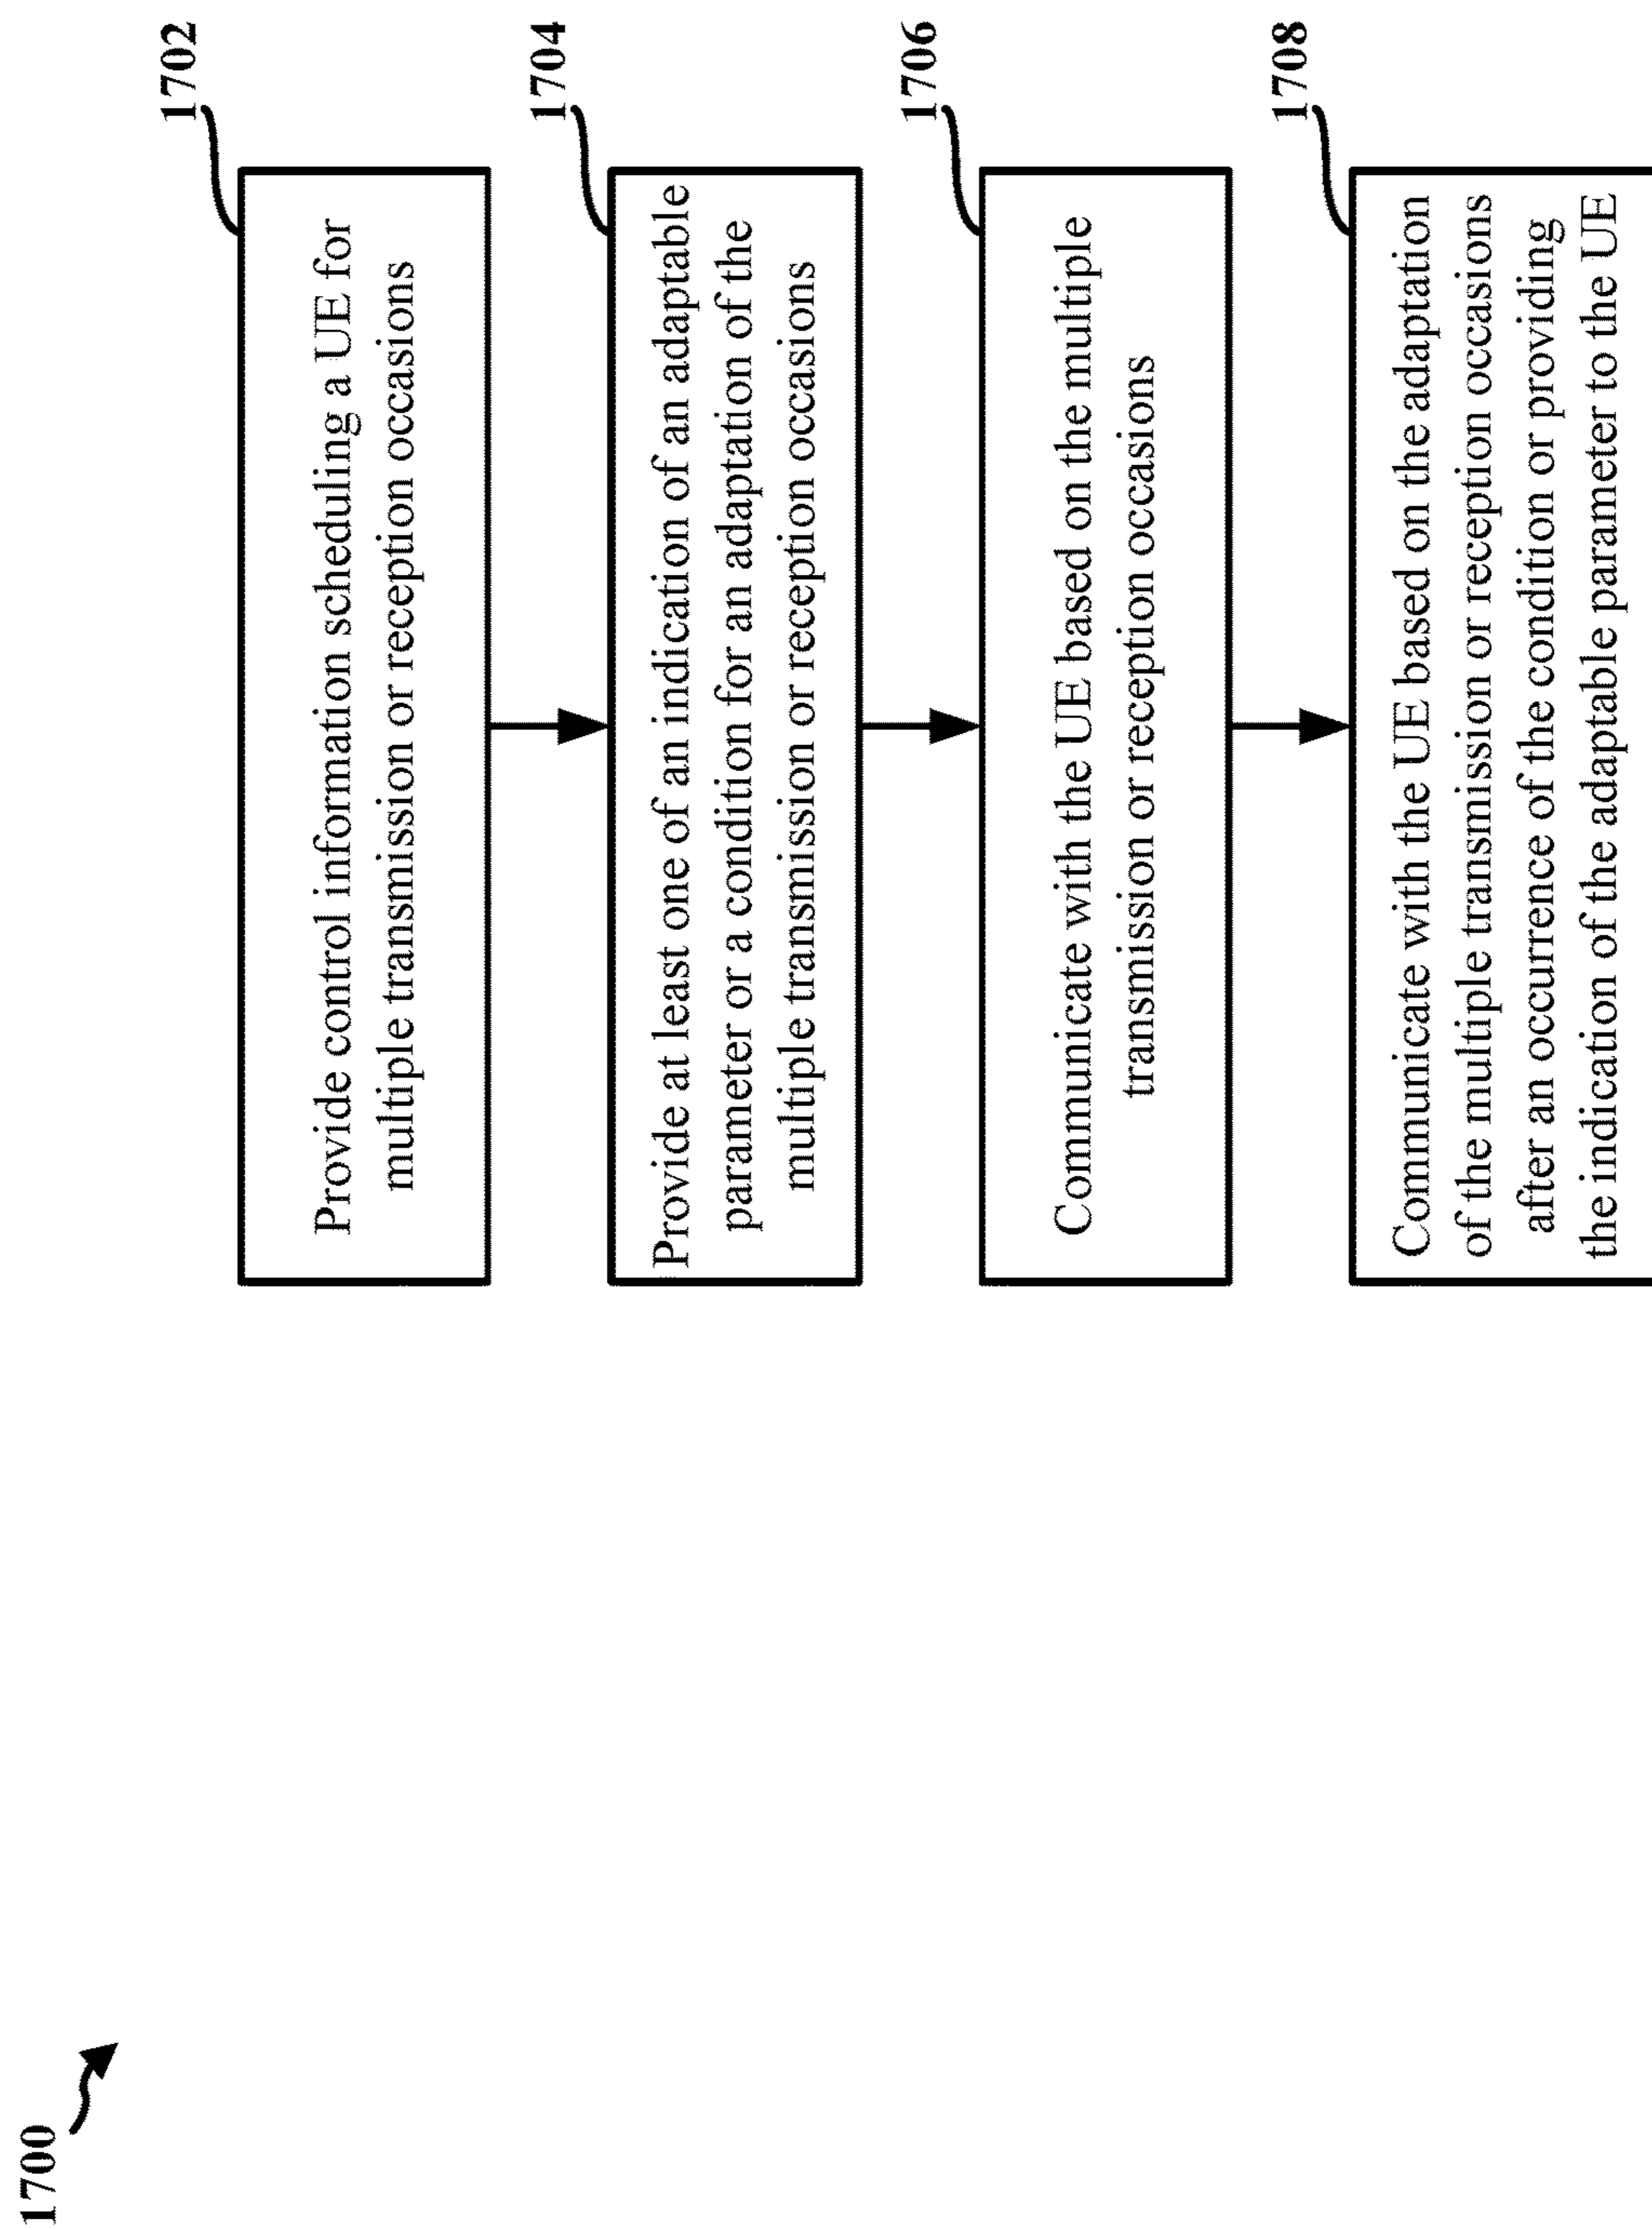 1700
1702
Provide control information scheduling a UE for
multiple transmission or reception occasions
1704
Provide at least one of an indication of an adaptable
parameter or a condition for an adaptation of the
multiple transmission or reception occasions
1706
Communicate with the UE based on the multiple
transmission or reception occasions
1708
Communicate with the UE based on the adaptation
of the multiple transmission or reception occasions
after an occurrence of the condition or providing
the indication of the adaptable parameter to the UE